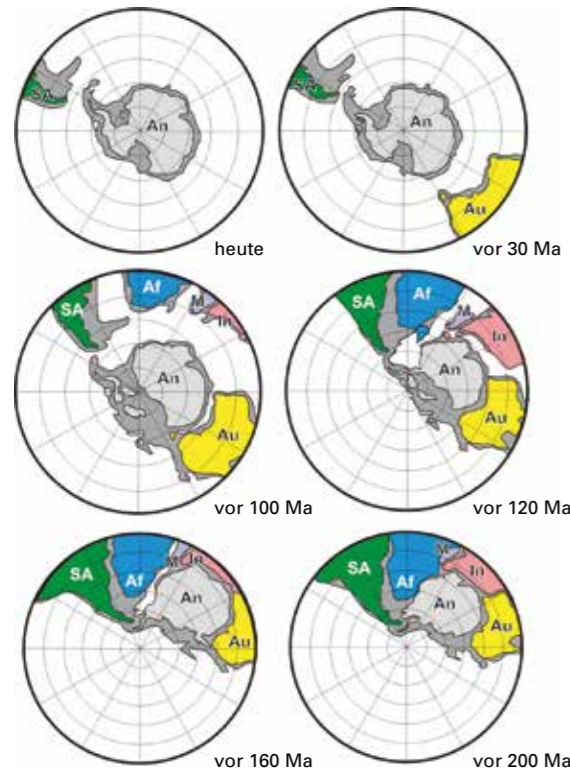 SA
An
heute
SA
An
Au
vor 30 Ma
SA
Af
M
In
An
Au
vor 100 Ma
SA
Af
M
In
An
Au
vor 120 Ma
SA
Af
M
In
An
Au
vor 160 Ma
SA
Af
M
In
An
Au
vor 200 Ma